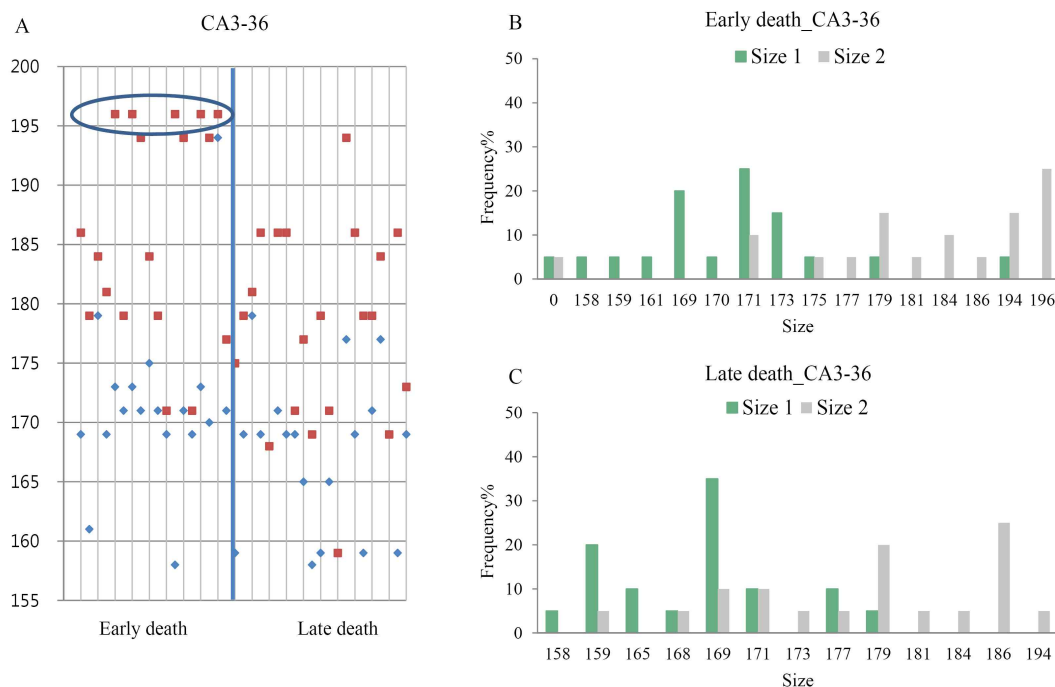 A
CA3-36
200
195
190
185
180
175
170
165
160
155
Early death
Late death
B
Early death_CA3-36
Size 1
Size 2
Frequency%
50
40
30
20
10
0
0 158 159 161 169 170 171 173 175 177 179 181 184 186 194 196
Size
C
Late death_CA3-36
Size 1
Size 2
Frequency%
50
40
30
20
10
0
158 159 165 168 169 171 173 177 179 181 184 186 194
Size